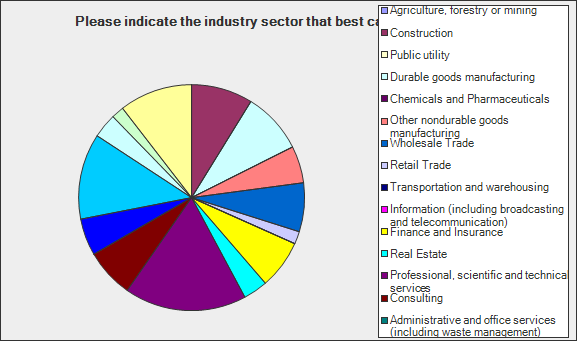 Please indicate the industry sector that best ca
Agriculture, forestry or mining
Construction
Public utility
Durable goods manufacturing
Chemicals and Pharmaceuticals
Other nondurable goods
manufacturing
Wholesale Trade
Retail Trade
Transportation and warehousing
Information (including broadcasting
and telecommunication)
Finance and Insurance
Real Estate
Professional, scientific and technical
services
Consulting
Administrative and office services
(including waste management)